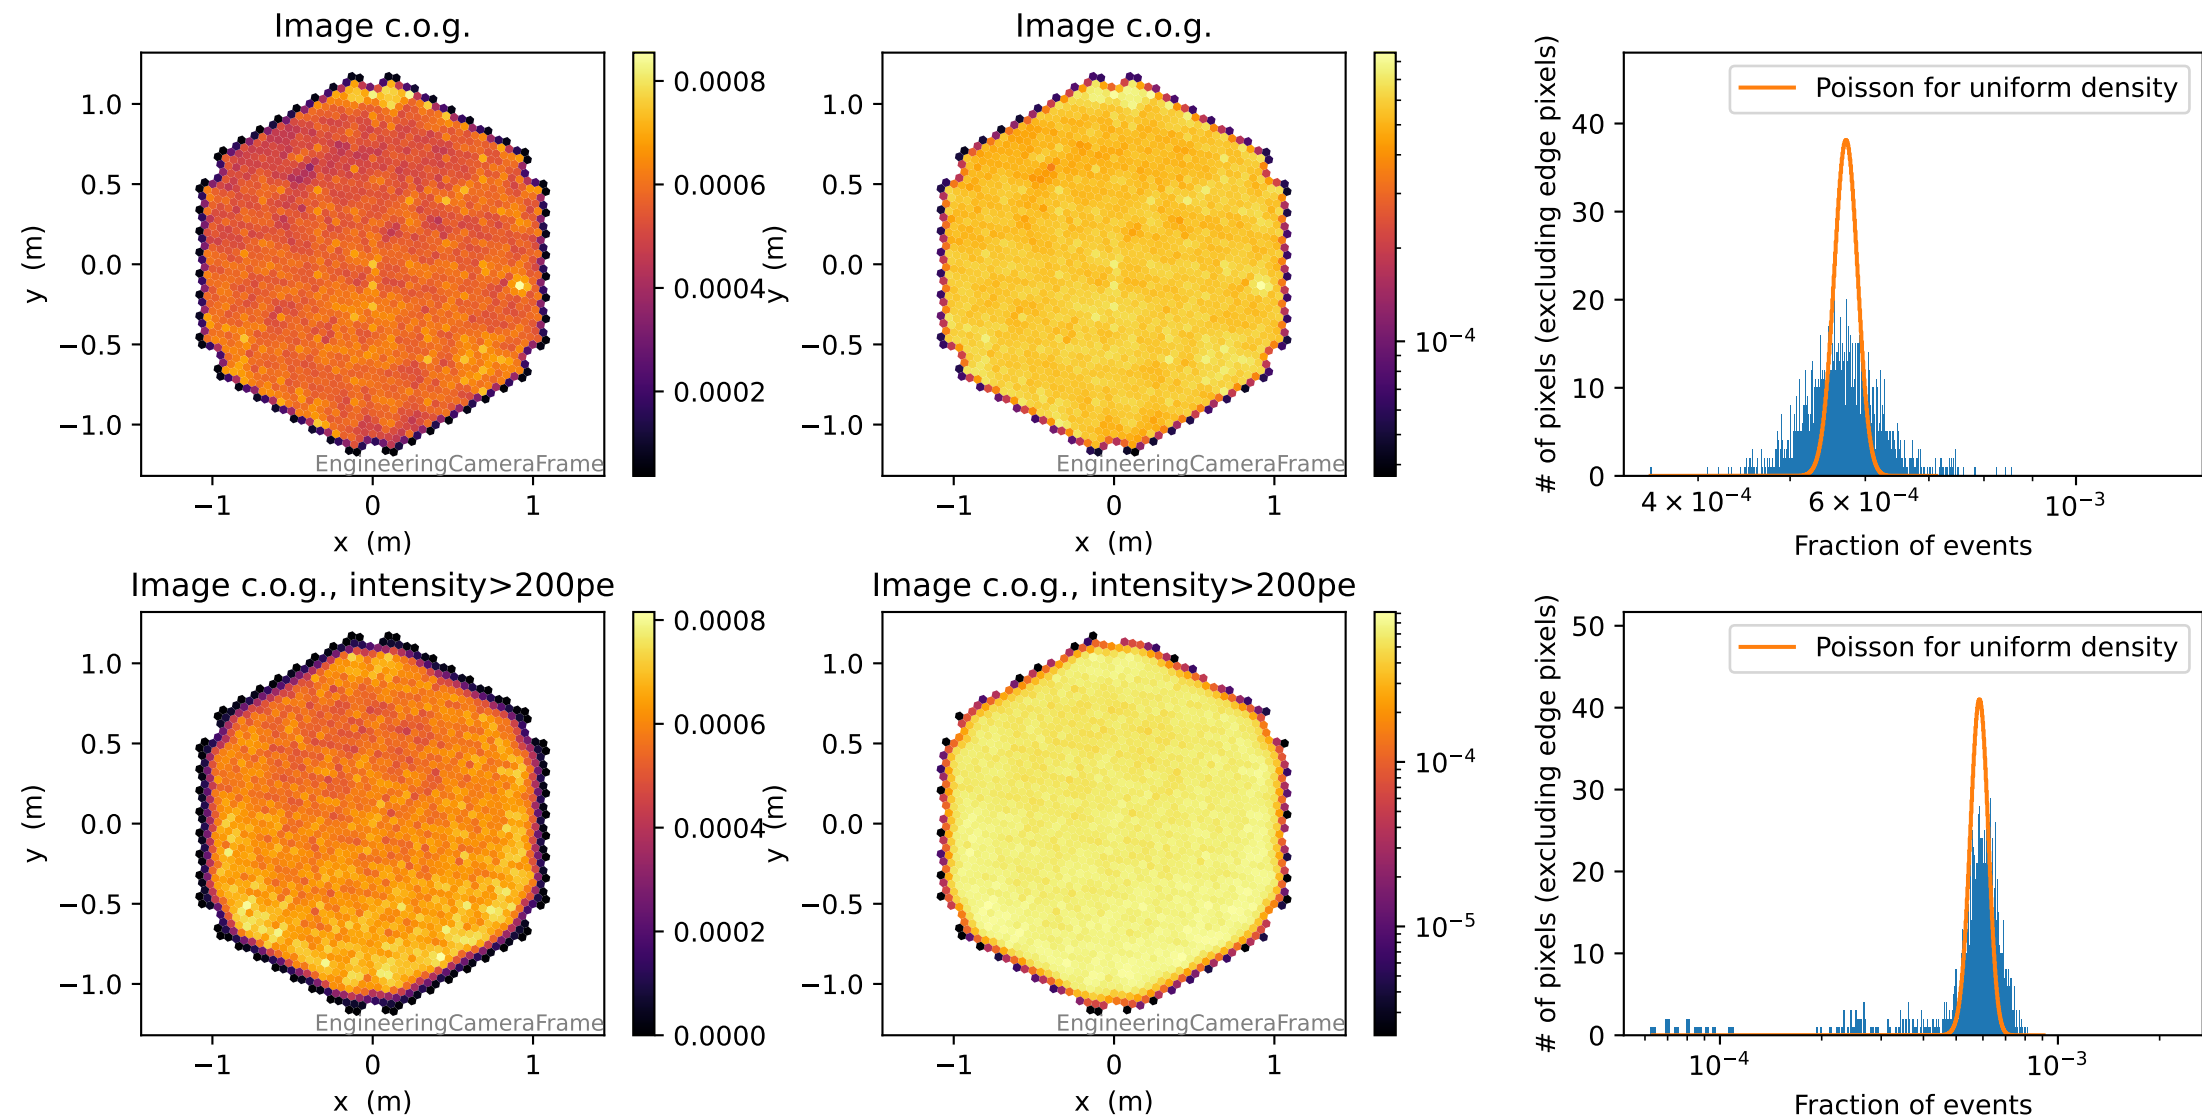 Image c.o.g.
1.0
0.5
0.0
−0.5
−1.0
y (m)
−1
0
1
x (m)
EngineeringCameraFrame
0.0008
0.0006
0.0004
0.0002
Image c.o.g.
1.0
0.5
0.0
−0.5
−1.0
y (m)
−1
0
1
x (m)
EngineeringCameraFrame
10⁻⁴
Poisson for uniform density
# of pixels (excluding edge pixels)
40
30
20
10
0
4 × 10⁻⁴
6 × 10⁻⁴
10⁻³
Fraction of events
Image c.o.g., intensity>200pe
1.0
0.5
0.0
−0.5
−1.0
y (m)
−1
0
1
x (m)
EngineeringCameraFrame
0.0008
0.0006
0.0004
0.0002
0.0000
Image c.o.g., intensity>200pe
1.0
0.5
0.0
−0.5
−1.0
y (m)
−1
0
1
x (m)
EngineeringCameraFrame
10⁻⁴
10⁻⁵
Poisson for uniform density
# of pixels (excluding edge pixels)
50
40
30
20
10
0
10⁻⁴
10⁻³
Fraction of events